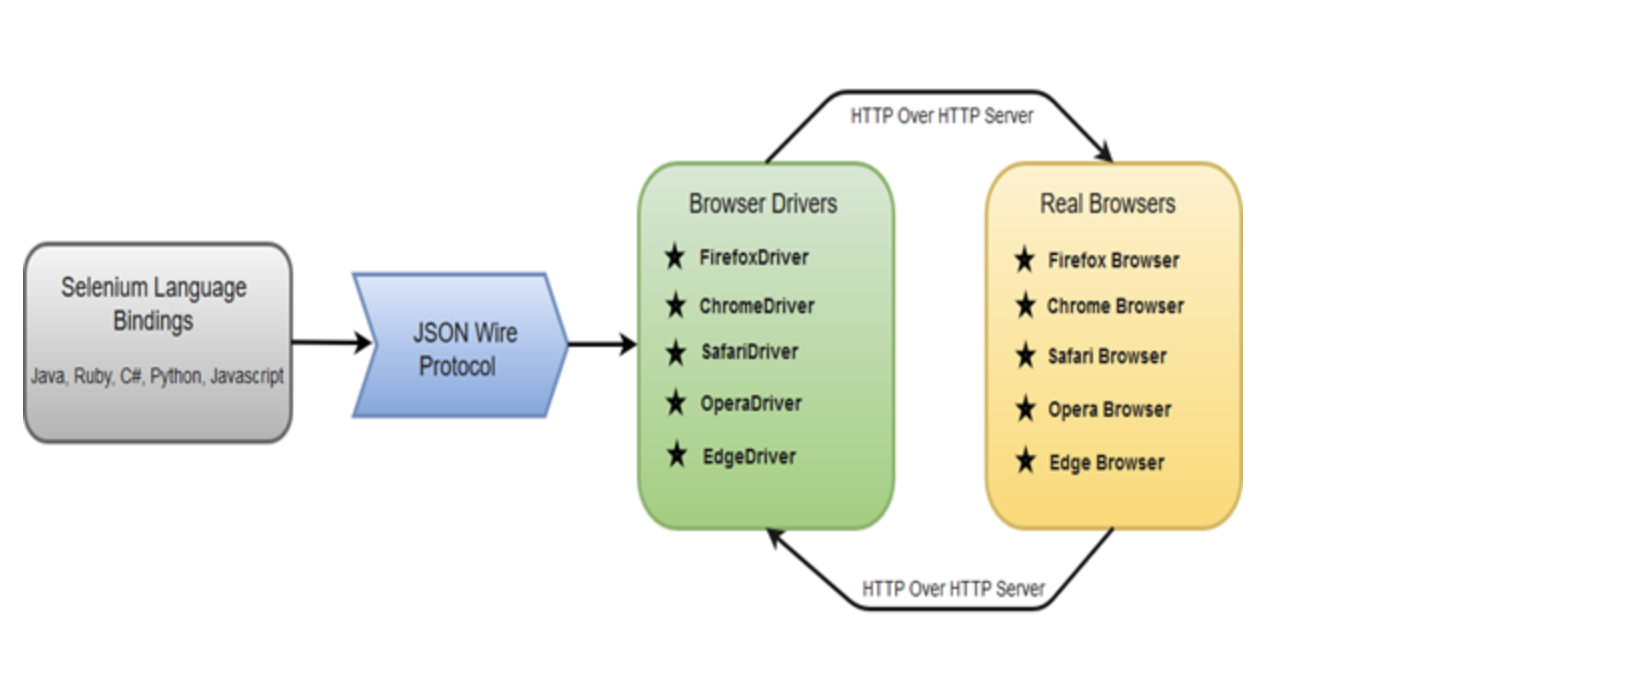 Selenium Language
Bindings
Java, Ruby, C#, Python, Javascript
JSON Wire
Protocol
HTTP Over HTTP Server
Browser Drivers
FirefoxDriver
ChromeDriver
SafariDriver
OperaDriver
EdgeDriver
Real Browsers
Firefox Browser
Chrome Browser
Safari Browser
Opera Browser
Edge Browser
HTTP Over HTTP Server